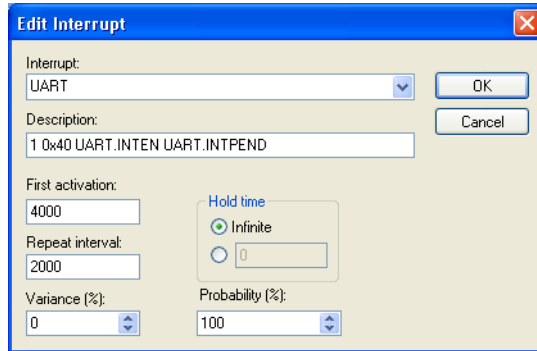 Edit Interrupt
Interrupt:
UART
OK
Description:
Cancel
1 0x40 UART.INTEN UART.INTPEND
First activation:
4000
Hold time
Infinite
0
Repeat interval:
2000
Variance (%):
0
Probability (%):
100